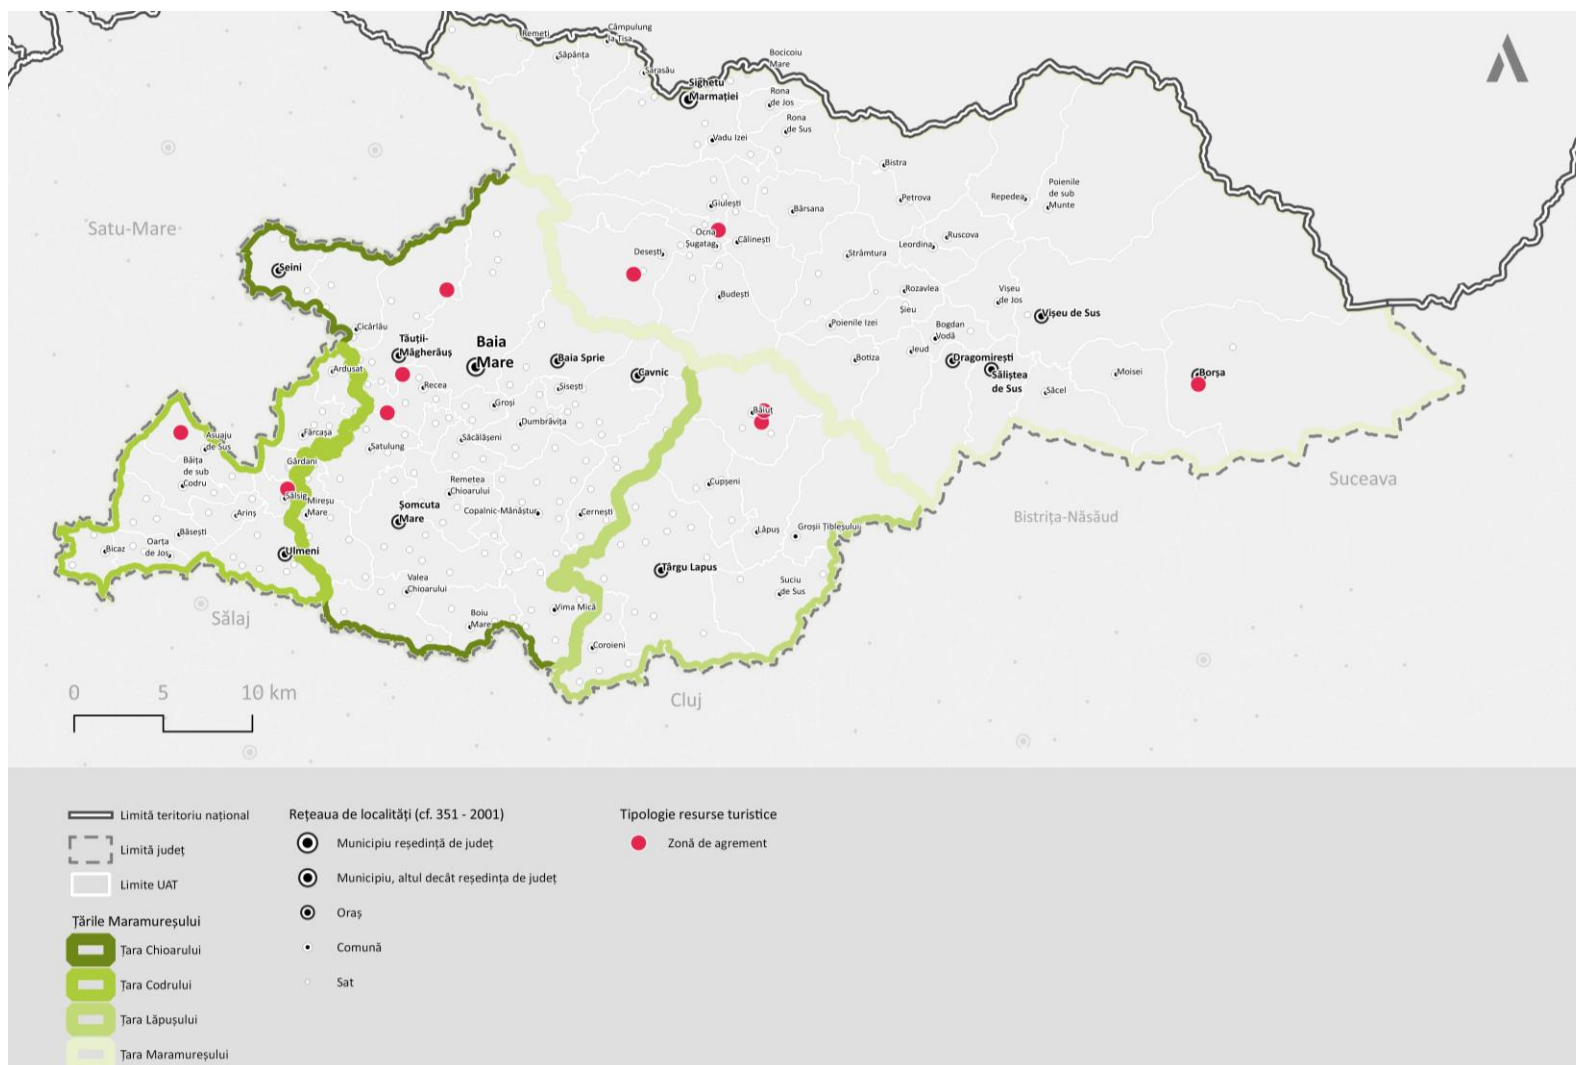 Remeți
Câmpulung
la Tisa
Săpânța
Sarasău
Bocicoiu
Mare
Sighetu
Marmației
Rona
de Jos
Rona
de Sus
Vadu Izei
Bistra
Petrova
Repedea
Poienile
de sub
Munte
Satu-Mare
Giulești
Bârsana
Ocna
Șugatag
Călinești
Desești
Ruscova
Leordina
Strâmtura
Seini
Budești
Rozavlea
Șieu
Vișeu
de Jos
Vișeu de Sus
Cicârlău
Poienile Izei
Bogdan
Vodă
Tăuții-
Măgherăuș
Baia
Mare
Baia Sprie
Cavnic
Botiza
Ieud
Dragomirești
Săliștea
de Sus
Săcel
Moisei
Borșa
Ardusat
Recea
Sisești
Groși
Dumbrăvița
Băiuț
Fărcașa
Asuaju
de Sus
Satulung
Săcălășeni
Băița
de sub
Codru
Gârdani
Remetea
Chioarului
Cupșeni
Suceava
Sălsig
Mireșu
Mare
Arinș
Șomcuta
Mare
Copalnic-Mănăștur
Cernești
Bistrița-Năsăud
Băsești
Lăpuș
Groșii Țibleșului
Bicaz
Oarța
de Jos
Ulmeni
Târgu Lapus
Valea
Chioarului
Suciu
de Sus
Sălaj
Boiu
Mare
Vima Mică
Coroieni
Cluj
0 5 10 km
Limită teritoriu național
Limită județ
Limite UAT
Țările Maramureșului
Țara Chioarului
Țara Codrului
Țara Lăpușului
Țara Maramureșului
Rețeaua de localități (cf. 351 - 2001)
Municipiu reședință de județ
Municipiu, altul decât reședința de județ
Oraș
Comună
Sat
Tipologie resurse turistice
Zonă de agrement